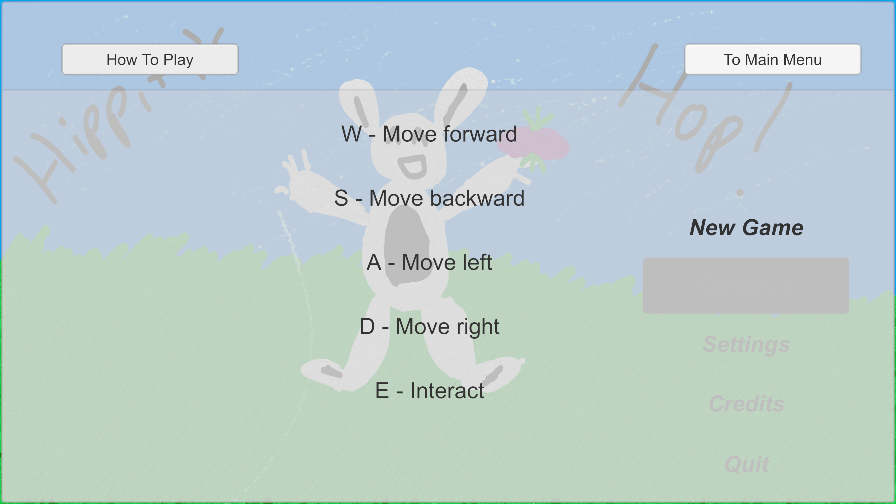 How To Play
To Main Menu
Hippity
Hop!
W - Move forward
S - Move backward
A - Move left
D - Move right
E - Interact
New Game
Settings
Credits
Quit